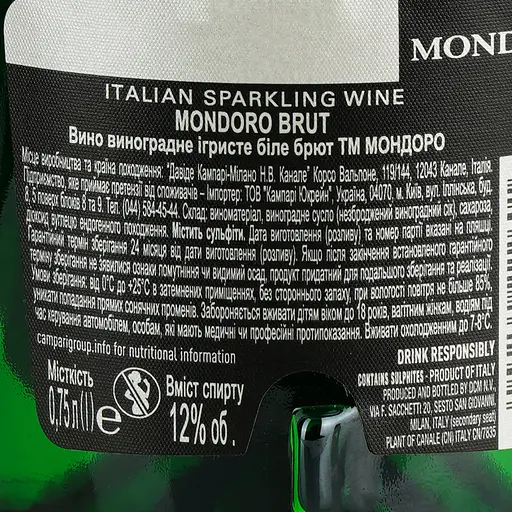 MOND
ITALIAN SPARKLING WINE
MONDORO BRUT
Вино виноградне ігристе біле брют ТМ МОНДОРО
Місце виробництва та країна походження: "Давіде Кампарі-Мілано Н.В. Канале" Корсо Вальпоне, 119/144, 12043 Канале, Італія.
Підприємство, яке приймає претензії від споживачів – Імпортер: ТОВ "Кампарі Юкрейн", Україна, 04070, м. Київ, вул. Іллінська, буд.
8, 5 поверх блоків 8 та 9. Тел. (044) 584-45-44. Склад: виноматеріал, виноградне сусло (незброджений виноградний сік), сахароза,
діоксид вуглецю ендогенного походження. Містить сульфіти. Дата виготовлення (розливу) та номер партії вказані на пляшці.
Гарантійний термін зберігання 24 місяців від дати виготовлення (розливу). Якщо після закінчення встановленого гарантійного
терміну зберігання не з'явилися ознаки помутніння чи видимий осад, продукт придатний для подальшого зберігання та реалізації.
Умови зберігання: від 0°С до +25°С в затемнених приміщеннях, без стороннього запаху, при вологості повітря не більше 85%,
уникати попадання прямих сонячних променів. Забороняється вживати дітям віком до 18 років, вагітним жінкам, водіям під
час керування автомобілем, особам, які мають медичні чи професійні протипоказання. Вживати охолодженим до 7-8°С.
camparigroup.info for nutritional information
Місткість
0,75 л (l) e
Вміст спирту
12% об.
DRINK RESPONSIBLY
CONTAINS SULPHITES - PRODUCT OF ITALY
PRODUCED AND BOTTLED BY DCM N.V.,
VIA F. SACCHETTI 20, SESTO SAN GIOVANNI,
MILAN, ITALY (secondary seat)
PLANT OF CANALE (CN) ITALY CN/7835